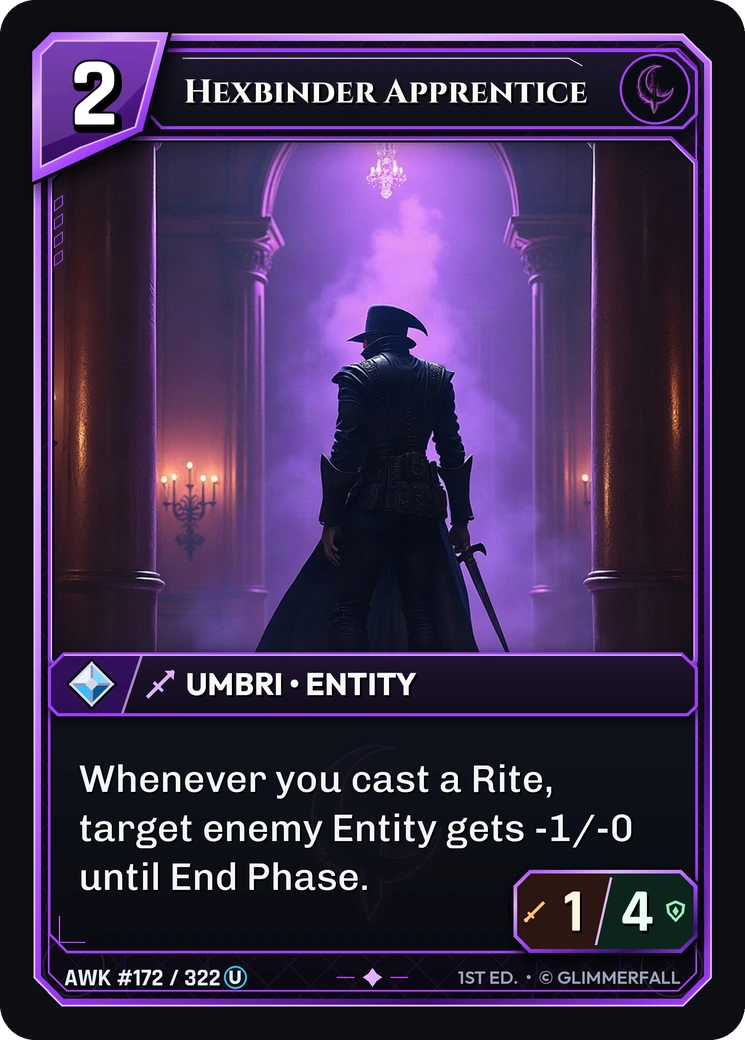 2
Hexbinder Apprentice
UMBRI • ENTITY
Whenever you cast a Rite,
target enemy Entity gets -1/-0
until End Phase.
1 / 4
AWK #172 / 322 U
1ST ED. • © GLIMMERFALL